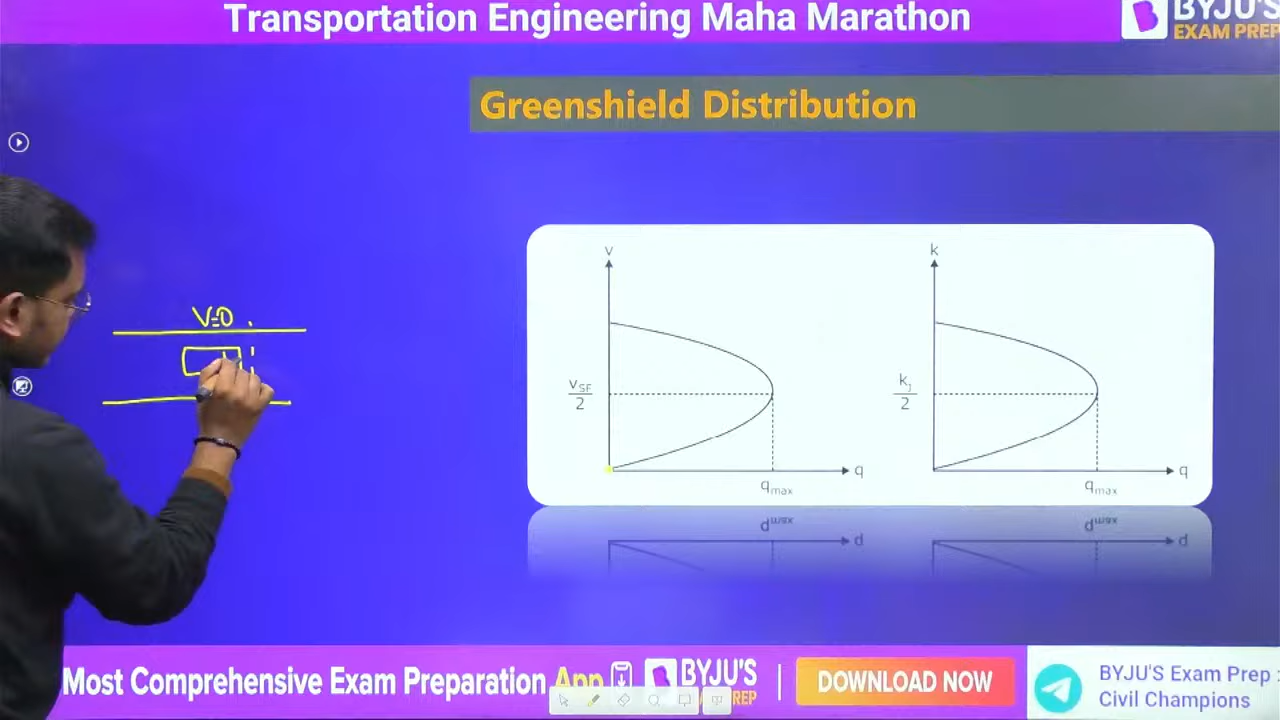 Transportation Engineering Maha Marathon
BYJU'S
EXAM PREP
Greenshield Distribution
V=0
v
k
v_SF
2
k_J
2
q
q
q_max
q_max
Most Comprehensive Exam Preparation App
BYJU'S
DOWNLOAD NOW
BYJU'S Exam Prep :
Civil Champions